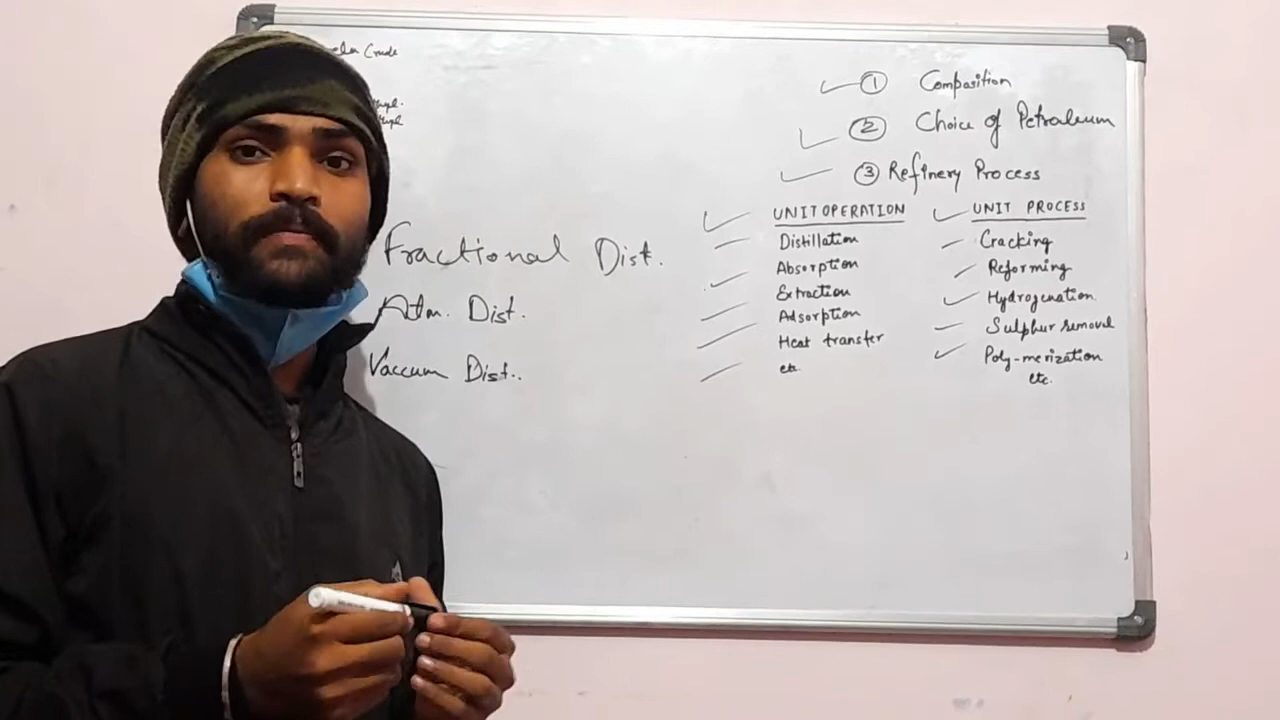 Crude
① Composition
② Choice of Petroleum
③ Refinery Process
UNIT OPERATION
Distillation
Absorption
Extraction
Adsorption
Heat transfer
etc.
UNIT PROCESS
Cracking
Reforming
Hydrogenation
Sulphur removal
Poly-merization
etc.
Fractional Dist.
Atm. Dist.
Vaccum Dist.